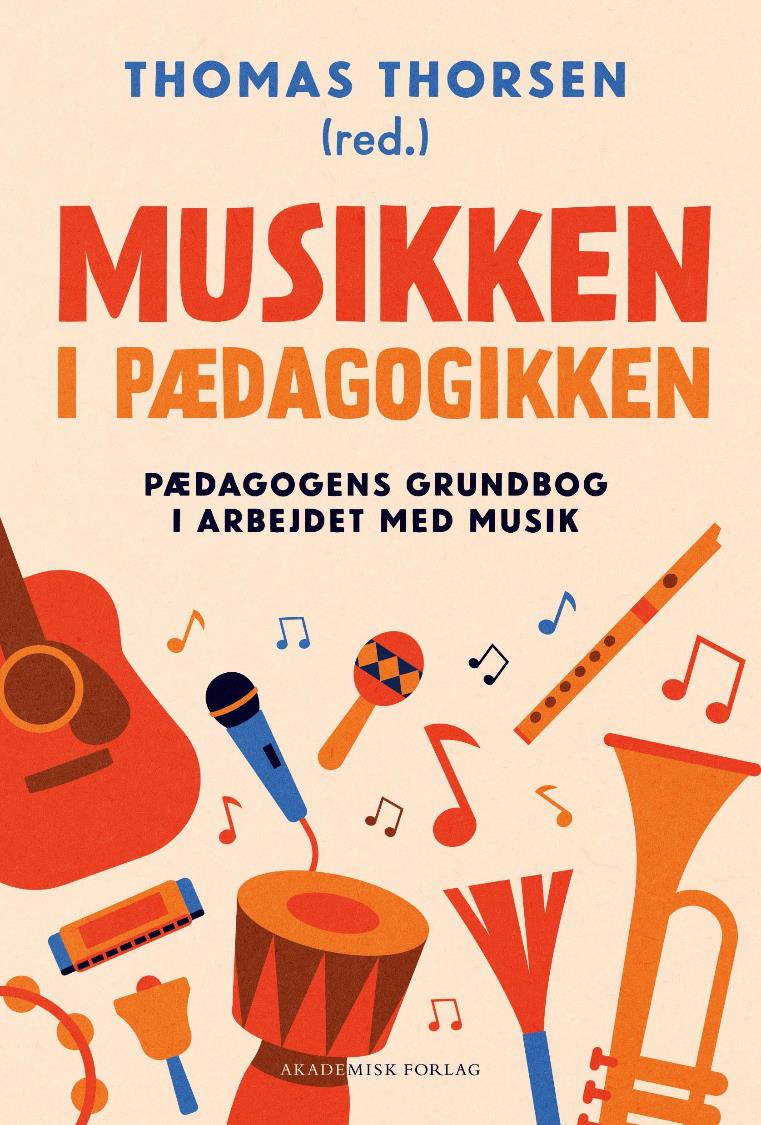 THOMAS THORSEN
(red.)
MUSIKKEN
I PÆDAGOGIKKEN
PÆDAGOGENS GRUNDBOG
I ARBEJDET MED MUSIK
AKADEMISK FORLAG